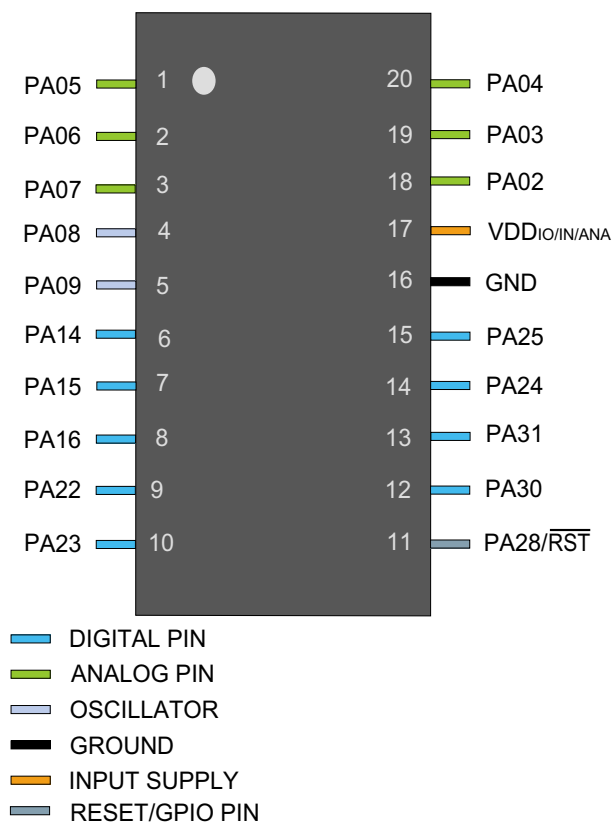 PA05 1 20 PA04
PA06 2 19 PA03
PA07 3 18 PA02
PA08 4 17 VDDIO/IN/ANA
PA09 5 16 GND
PA14 6 15 PA25
PA15 7 14 PA24
PA16 8 13 PA31
PA22 9 12 PA30
PA23 10 11 PA28/R̅S̅T̅
DIGITAL PIN
ANALOG PIN
OSCILLATOR
GROUND
INPUT SUPPLY
RESET/GPIO PIN